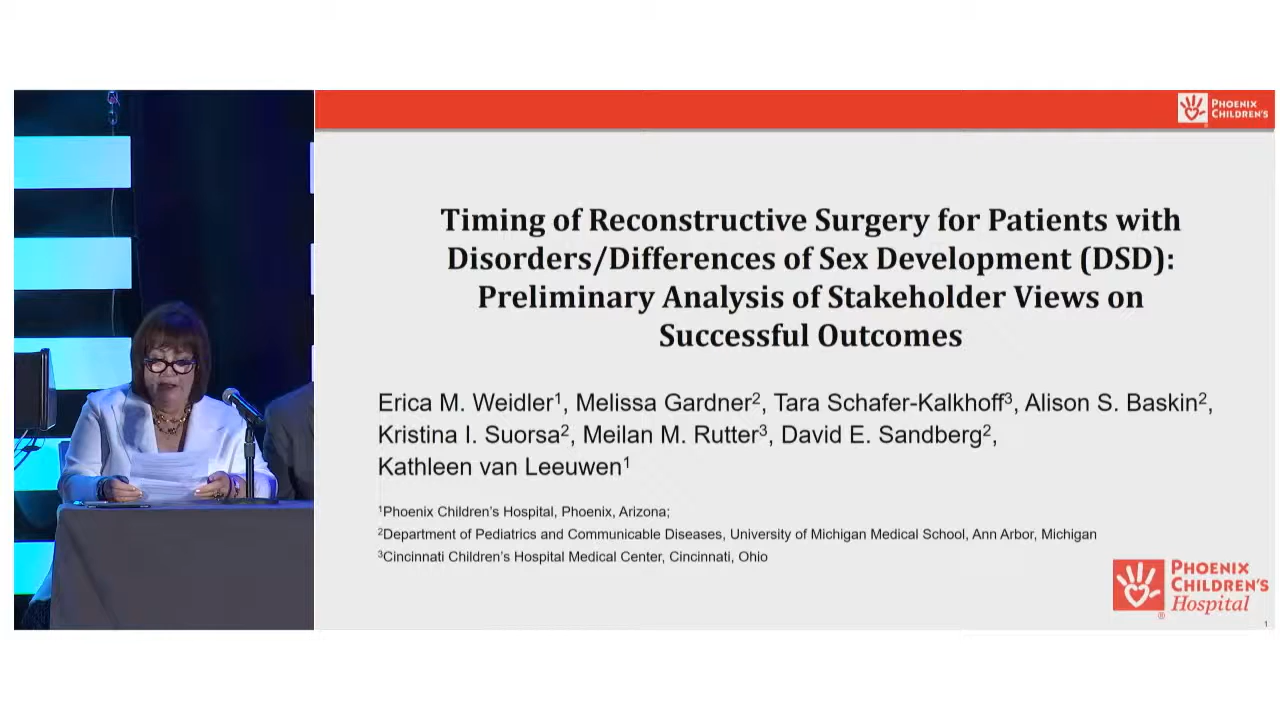 PHOENIX
CHILDREN'S
Timing of Reconstructive Surgery for Patients with
Disorders/Differences of Sex Development (DSD):
Preliminary Analysis of Stakeholder Views on
Successful Outcomes
Erica M. Weidler1, Melissa Gardner2, Tara Schafer-Kalkhoff3, Alison S. Baskin2,
Kristina I. Suorsa2, Meilan M. Rutter3, David E. Sandberg2,
Kathleen van Leeuwen1
1Phoenix Children's Hospital, Phoenix, Arizona;
2Department of Pediatrics and Communicable Diseases, University of Michigan Medical School, Ann Arbor, Michigan
3Cincinnati Children's Hospital Medical Center, Cincinnati, Ohio
PHOENIX
CHILDREN'S
Hospital
®
1